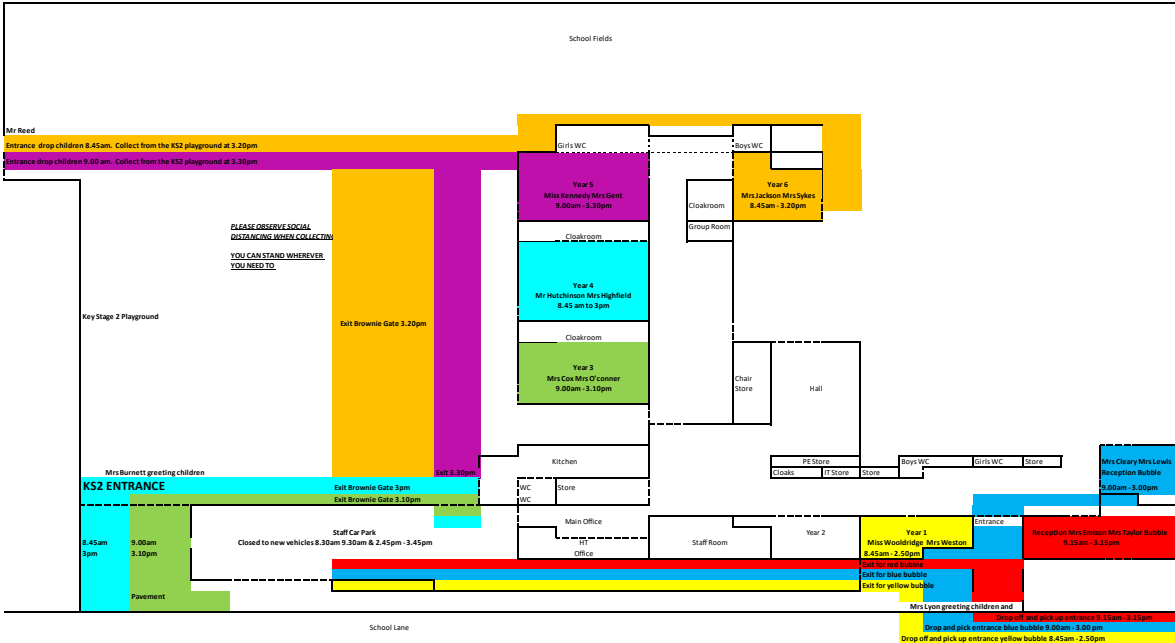 School Fields
Mr Reed
Entrance drop children 8.45am. Collect from the KS2 playground at 3.20pm
Entrance drop children 9.00 am. Collect from the KS2 playground at 3.30pm
Girls WC
Boys WC
Year 5
Miss Kennedy Mrs Gent
9.00am - 3.30pm
Year 6
Mrs Jackson Mrs Sykes
8.45am - 3.20pm
Cloakroom
Group Room
PLEASE OBSERVE SOCIAL
DISTANCING WHEN COLLECTING
YOU CAN STAND WHEREVER
YOU NEED TO
Cloakroom
Year 4
Mr Hutchinson Mrs Highfield
8.45 am to 3pm
Key Stage 2 Playground
Exit Brownie Gate 3.20pm
Cloakroom
Year 3
Mrs Cox Mrs O'conner
9.00am - 3.10pm
Chair
Store
Hall
Mrs Burnett greeting children
Exit 3.30pm
Kitchen
PE Store
Cloaks
IT Store
Store
Boys WC
Girls WC
Store
Mrs Cleary Mrs Lewis
Reception Bubble
9.00am - 3.00pm
KS2 ENTRANCE
Exit Brownie Gate 3pm
Exit Brownie Gate 3.10pm
WC
Store
WC
Main Office
HT
Office
Staff Room
Year 2
Entrance
Year 1
Miss Wooldridge Mrs Weston
8.45am - 2.50pm
Reception Mrs Emison Mrs Taylor Bubble
9.15am - 3.15pm
8.45am
3pm
9.00am
3.10pm
Staff Car Park
Closed to new vehicles 8.30am 9.30am & 2.45pm - 3.45pm
Exit for red bubble
Exit for blue bubble
Exit for yellow bubble
Pavement
Mrs Lyon greeting children and
Drop off and pick up entrance 9.15am - 3.15pm
School Lane
Drop and pick entrance blue bubble 9.00am - 3.00 pm
Drop off and pick up entrance yellow bubble 8.45am - 2.50pm